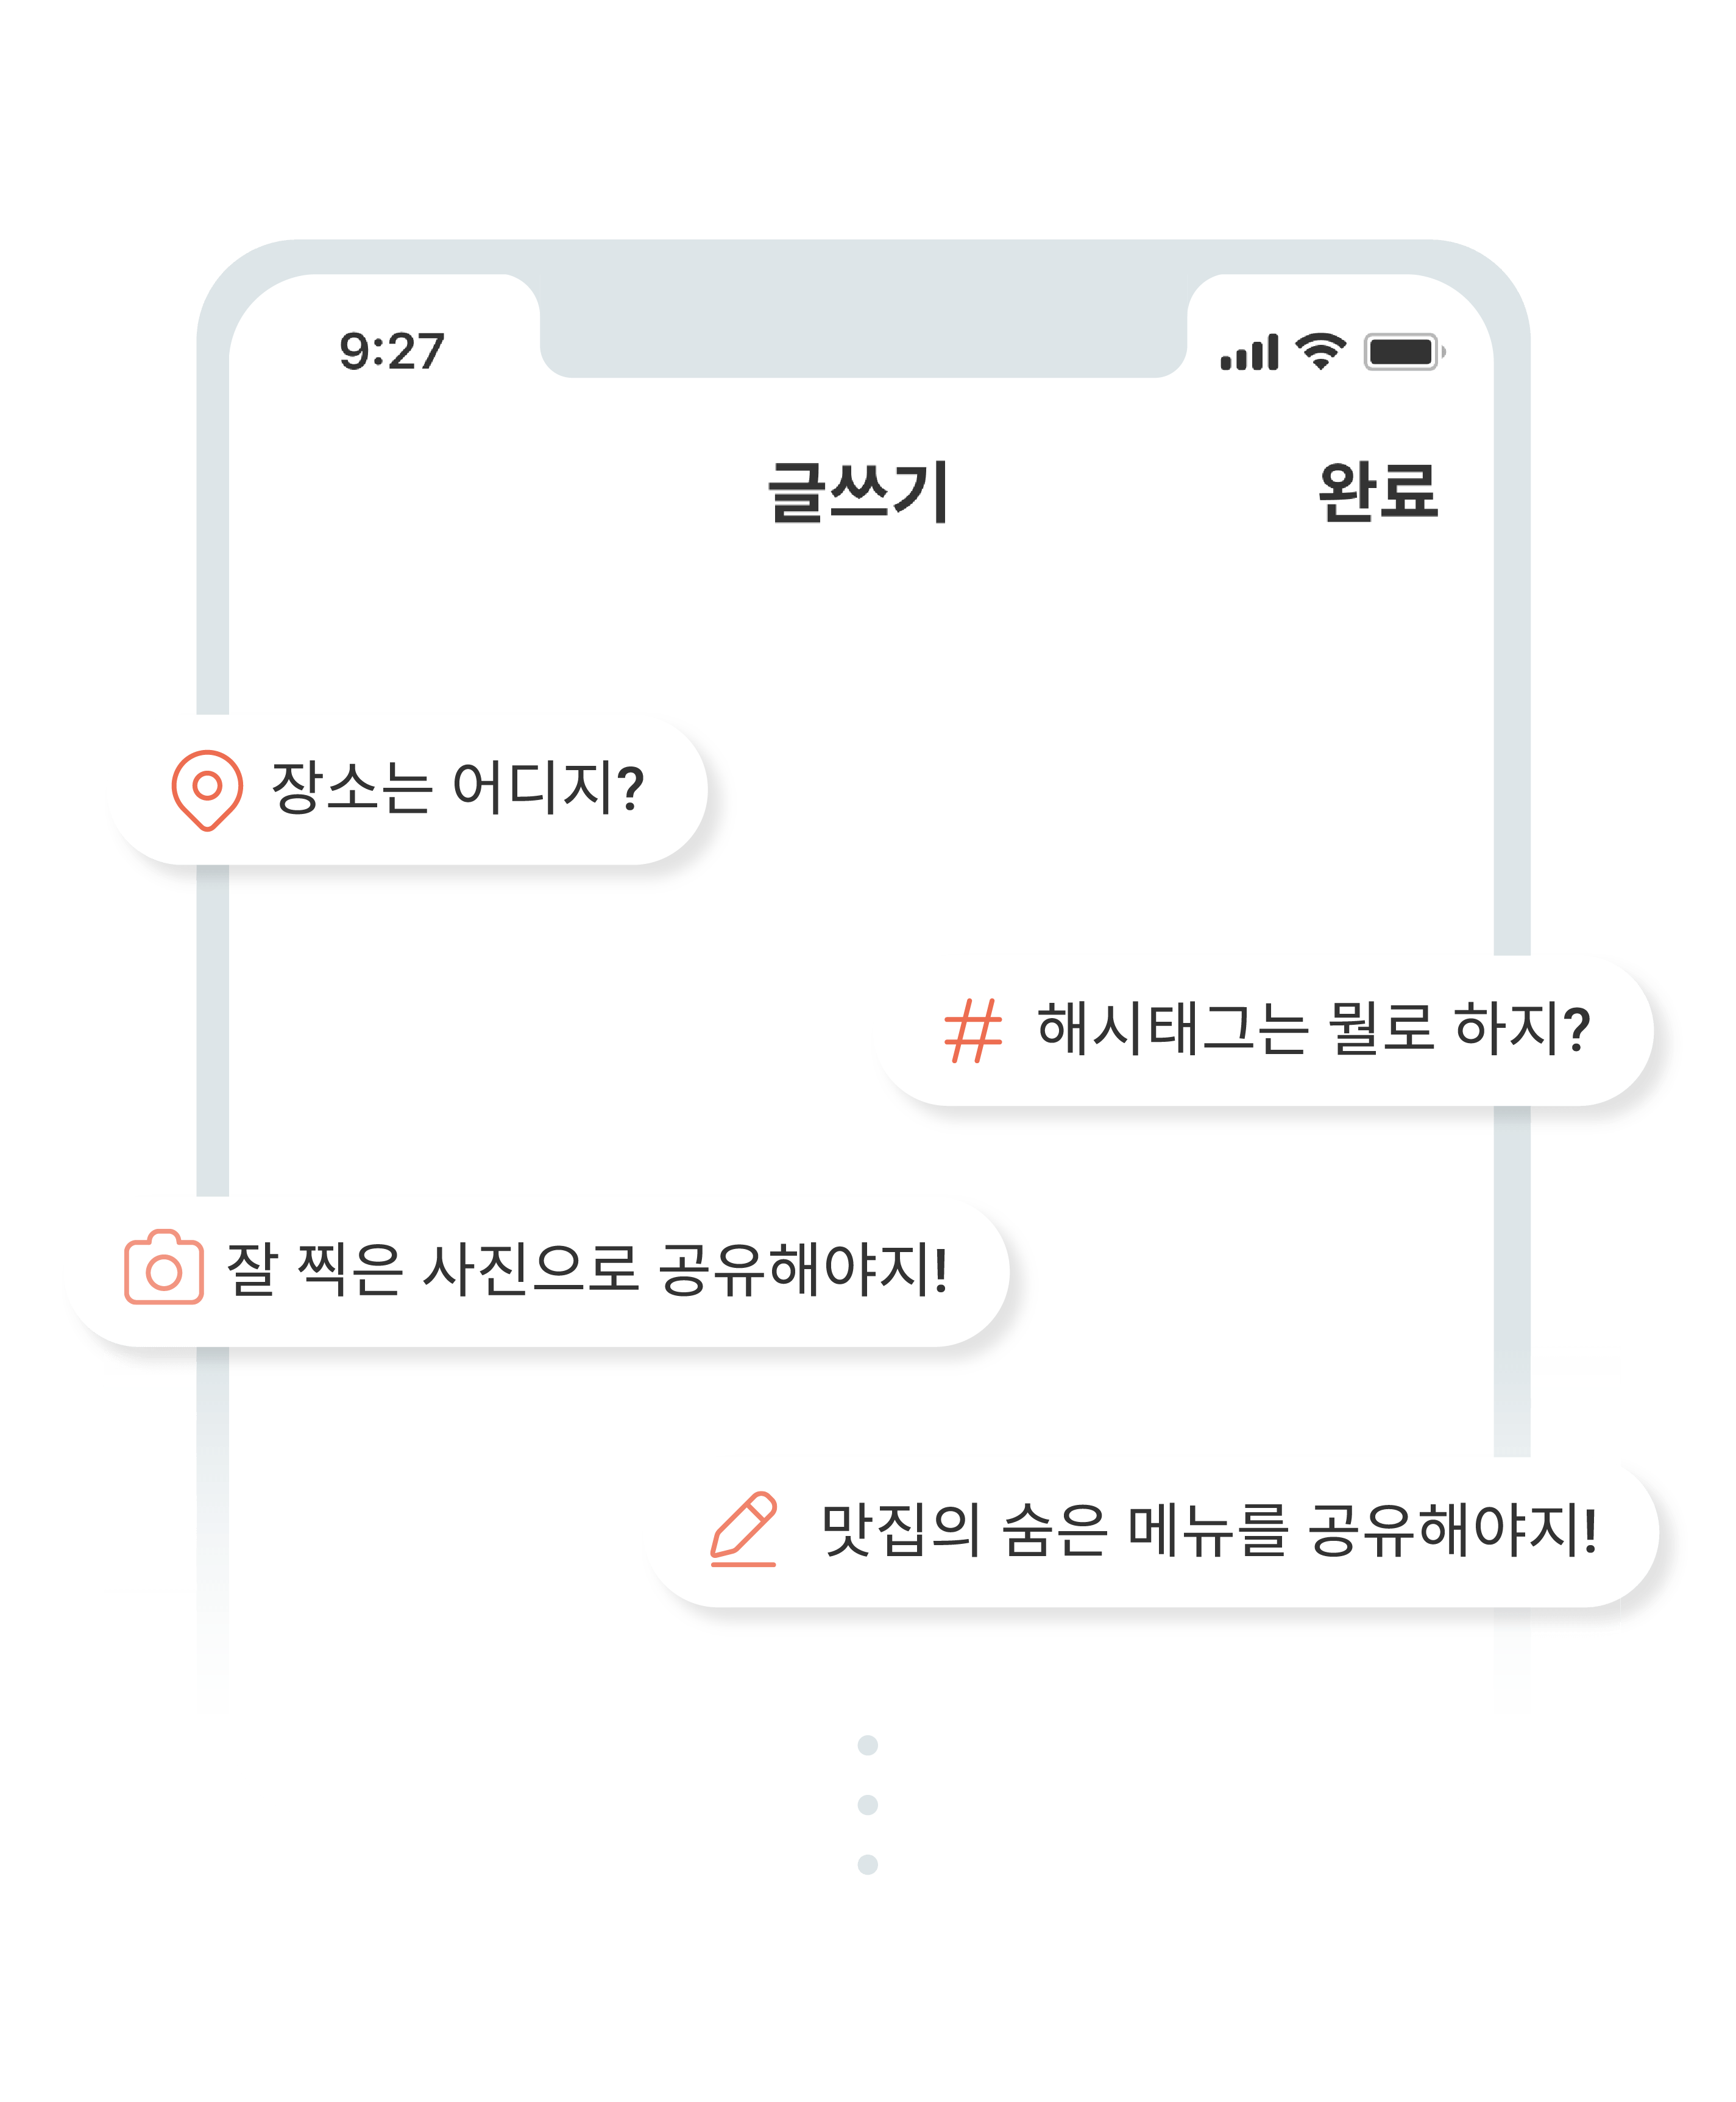 9:27
글쓰기 완료
장소는 어디지?
# 해시태그는 뭘로 하지?
잘 찍은 사진으로 공유해야지!
맛집의 숨은 메뉴를 공유해야지!